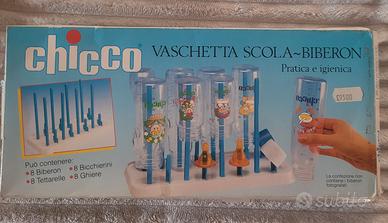 chicco
VASCHETTA SCOLA~BIBERON
Pratica e igienica
Può contenere:
• 8 Biberon • 8 Bicchierini
• 8 Tettarelle • 8 Ghiere
La confezione non
contiene i biberon
fotografati
subito